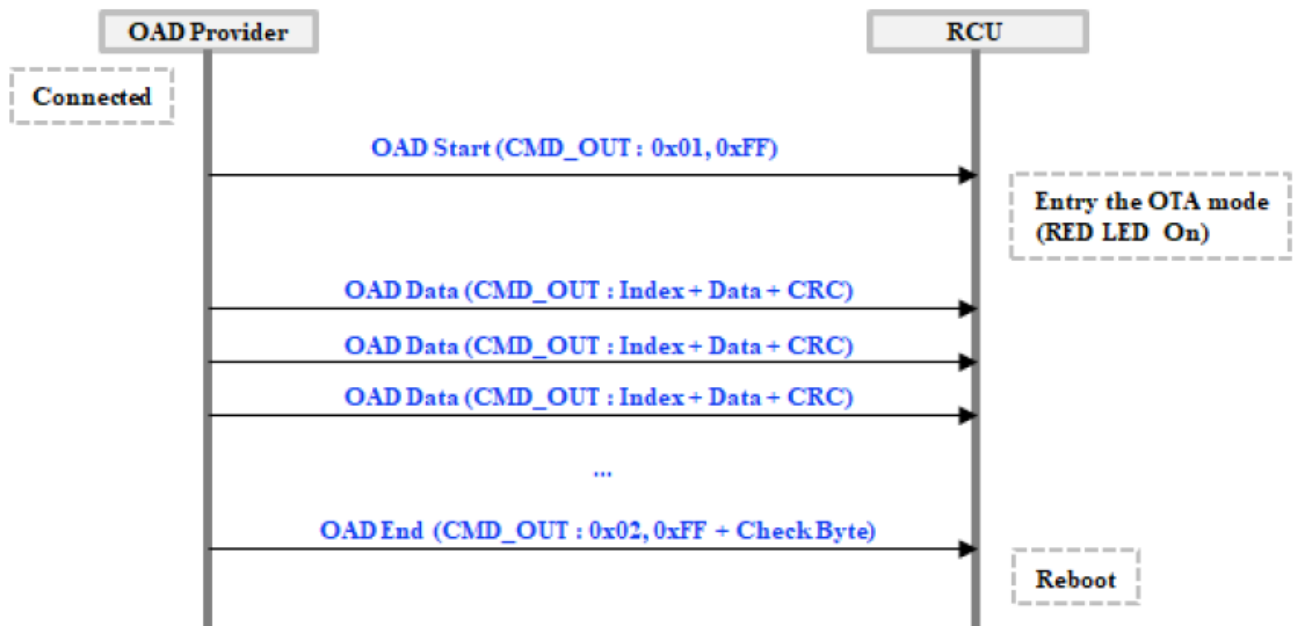 OAD Provider
RCU
Connected
OAD Start (CMD_OUT : 0x01, 0xFF)
Entry the OTA mode
(RED LED On)
OAD Data (CMD_OUT : Index + Data + CRC)
OAD Data (CMD_OUT : Index + Data + CRC)
OAD Data (CMD_OUT : Index + Data + CRC)
...
OAD End (CMD_OUT : 0x02, 0xFF + Check Byte)
Reboot